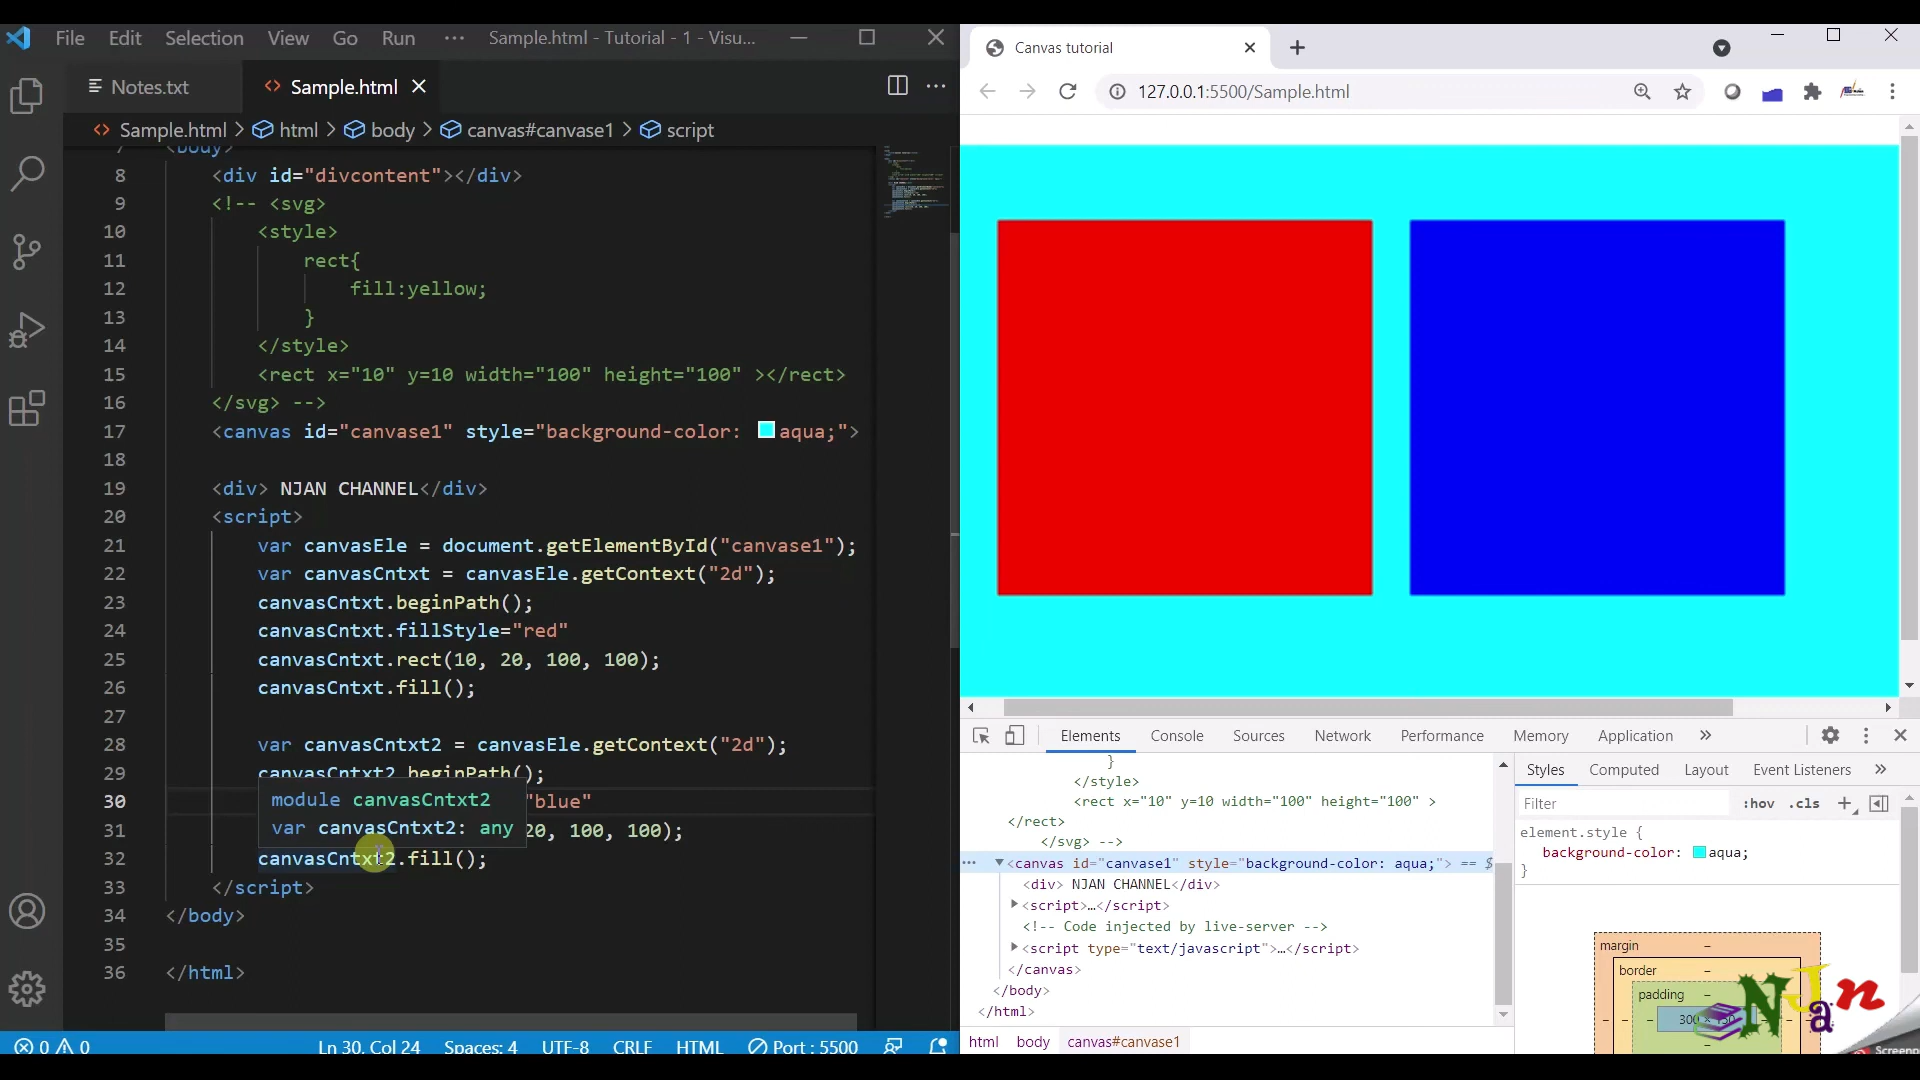 File Edit Selection View Go Run ··· Sample.html - Tutorial - 1 - Visu...
Notes.txt
Sample.html
Sample.html > html > body > canvas#canvase1 > script
7 <body>
8 <div id="divcontent"></div>
9 <!-- <svg>
10 <style>
11 rect{
12 fill:yellow;
13 }
14 </style>
15 <rect x="10" y=10 width="100" height="100" ></rect>
16 </svg> -->
17 <canvas id="canvase1" style="background-color: aqua;">
18
19 <div> NJAN CHANNEL</div>
20 <script>
21 var canvasEle = document.getElementById("canvase1");
22 var canvasCntxt = canvasEle.getContext("2d");
23 canvasCntxt.beginPath();
24 canvasCntxt.fillStyle="red"
25 canvasCntxt.rect(10, 20, 100, 100);
26 canvasCntxt.fill();
27
28 var canvasCntxt2 = canvasEle.getContext("2d");
29 canvasCntxt2.beginPath();
30 "blue"
module canvasCntxt2
var canvasCntxt2: any
31 20, 100, 100);
32 canvasCntxt2.fill();
33 </script>
34 </body>
35
36 </html>
0 0 Ln 30, Col 24 Spaces: 4 UTF-8 CRLF HTML Port : 5500
Canvas tutorial
127.0.0.1:5500/Sample.html
Elements Console Sources Network Performance Memory Application »
}
</style>
<rect x="10" y=10 width="100" height="100" >
</rect>
</svg> -->
<canvas id="canvase1" style="background-color: aqua;"> == $
<div> NJAN CHANNEL</div>
<script>…</script>
<!-- Code injected by live-server -->
<script type="text/javascript">…</script>
</canvas>
</body>
</html>
html body canvas#canvase1
Styles Computed Layout Event Listeners »
Filter :hov .cls +
element.style {
background-color: aqua;
}
margin –
border –
padding –
NJan